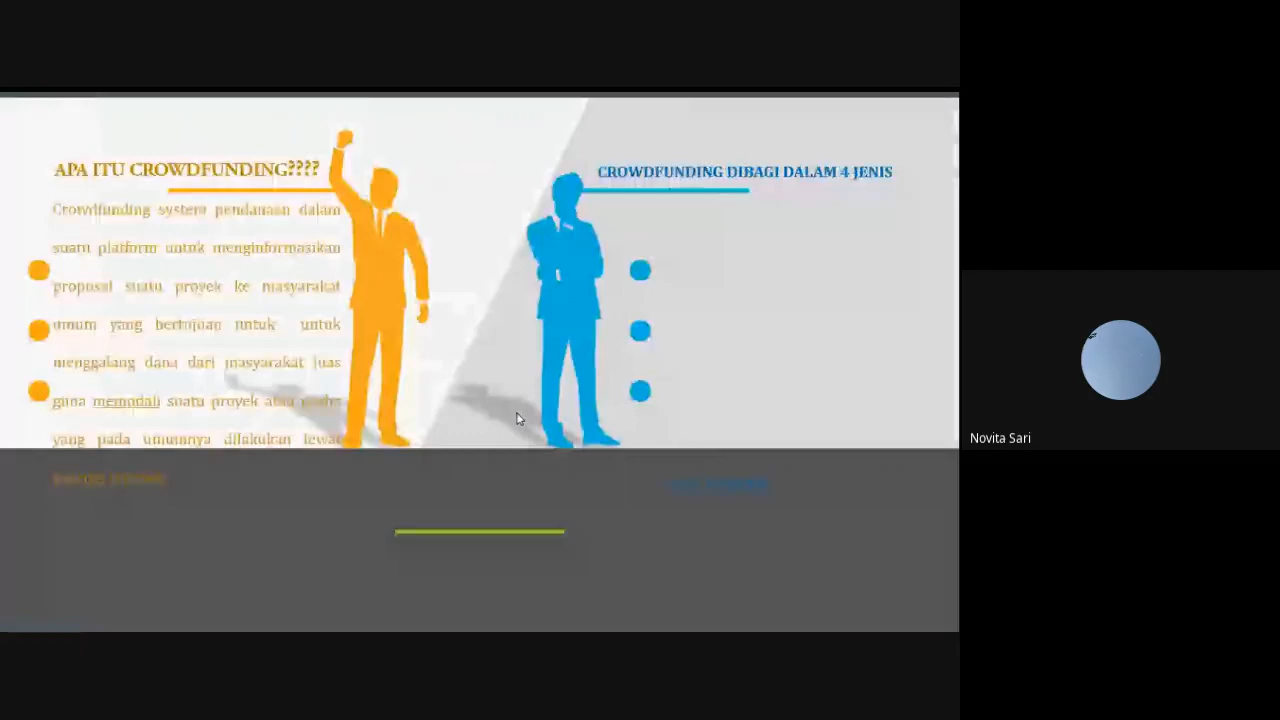 APA ITU CROWDFUNDING????
Crowdfunding system pendanaan dalam
suatu platform untuk menginformasikan
proposal suatu proyek ke masyarakat
umum yang bertujuan untuk untuk
menggalang dana dari masyarakat luas
guna memodali suatu proyek atau
yang pada umumnya dilakukan lewat
CROWDFUNDING DIBAGI DALAM 4 JENIS
Novita Sari